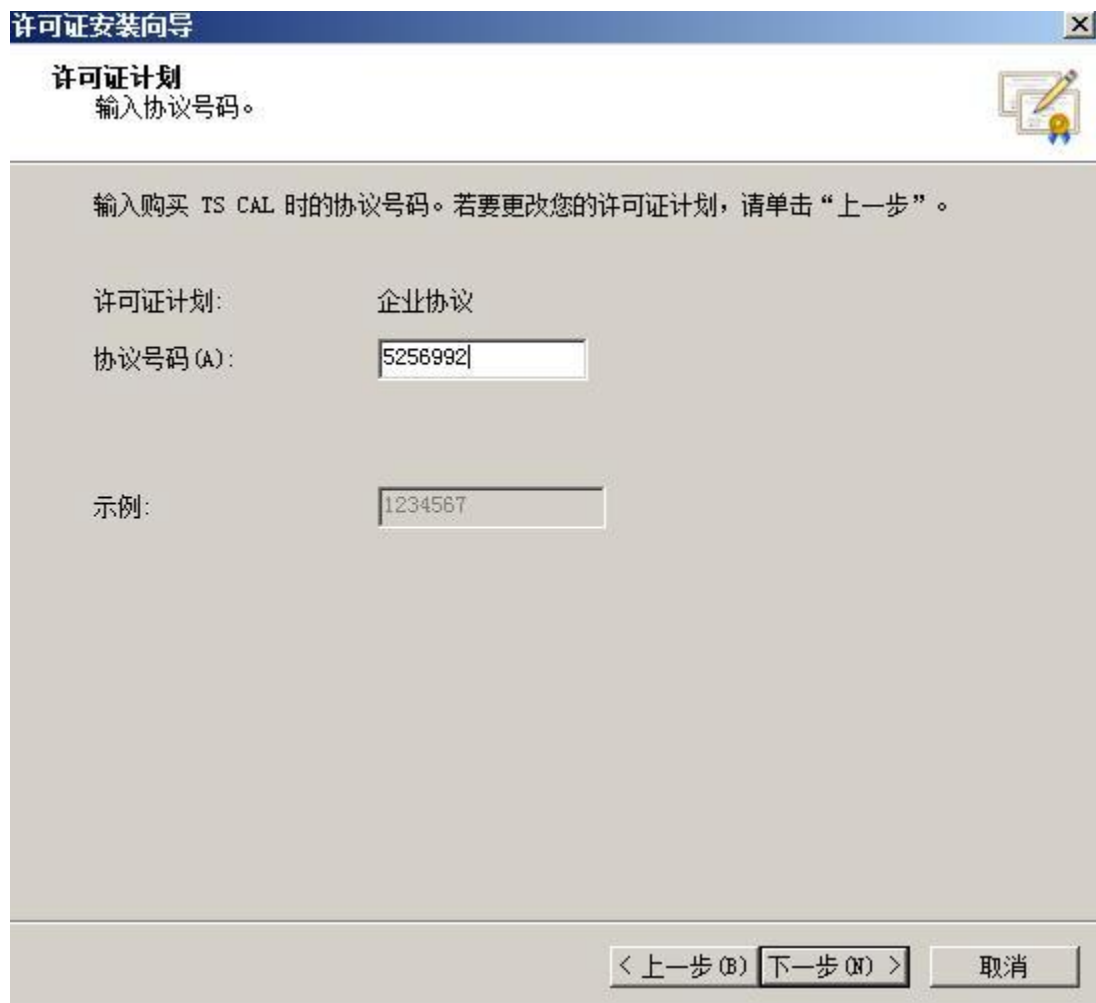 许可证安装向导
许可证计划
输入协议号码。
输入购买 TS CAL 时的协议号码。若要更改您的许可证计划，请单击“上一步”。
许可证计划: 企业协议
协议号码(A): 5256992
示例: 1234567
< 上一步(B) 下一步(N) > 取消